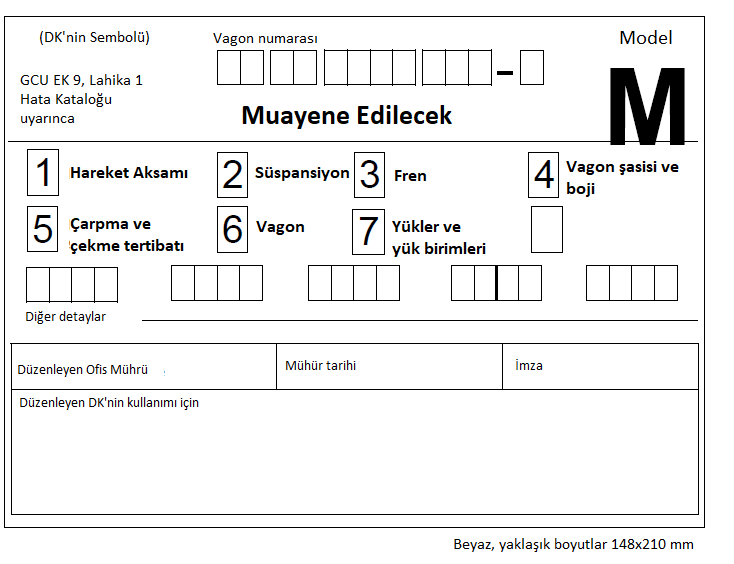 (DK'nin Sembolü)
Vagon numarası
Model
GCU EK 9, Lahika 1
Hata Kataloğu
uyarınca
Muayene Edilecek
M
1 Hareket Aksamı
2 Süspansiyon
3 Fren
4 Vagon şasisi ve
boji
5 Çarpma ve
çekme tertibatı
6 Vagon
7 Yükler ve
yük birimleri
Diğer detaylar
Düzenleyen Ofis Mührü
Mühür tarihi
İmza
Düzenleyen DK'nin kullanımı için
Beyaz, yaklaşık boyutlar 148x210 mm